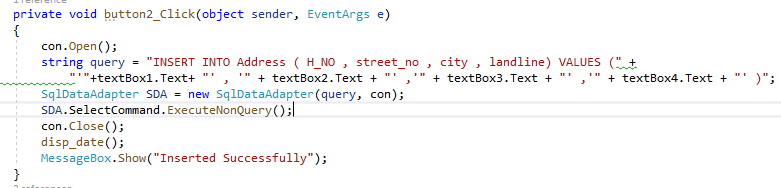 1 reference
private void button2_Click(object sender, EventArgs e)
{
con.Open();
string query = "INSERT INTO Address ( H_NO , street_no , city , landline) VALUES (" +
"'"+textBox1.Text+ "' , '" + textBox2.Text + "' ,'" + textBox3.Text + "' ,'" + textBox4.Text + "' )";
SqlDataAdapter SDA = new SqlDataAdapter(query, con);
SDA.SelectCommand.ExecuteNonQuery();
con.Close();
disp_date();
MessageBox.Show("Inserted Successfully");
}
2 references